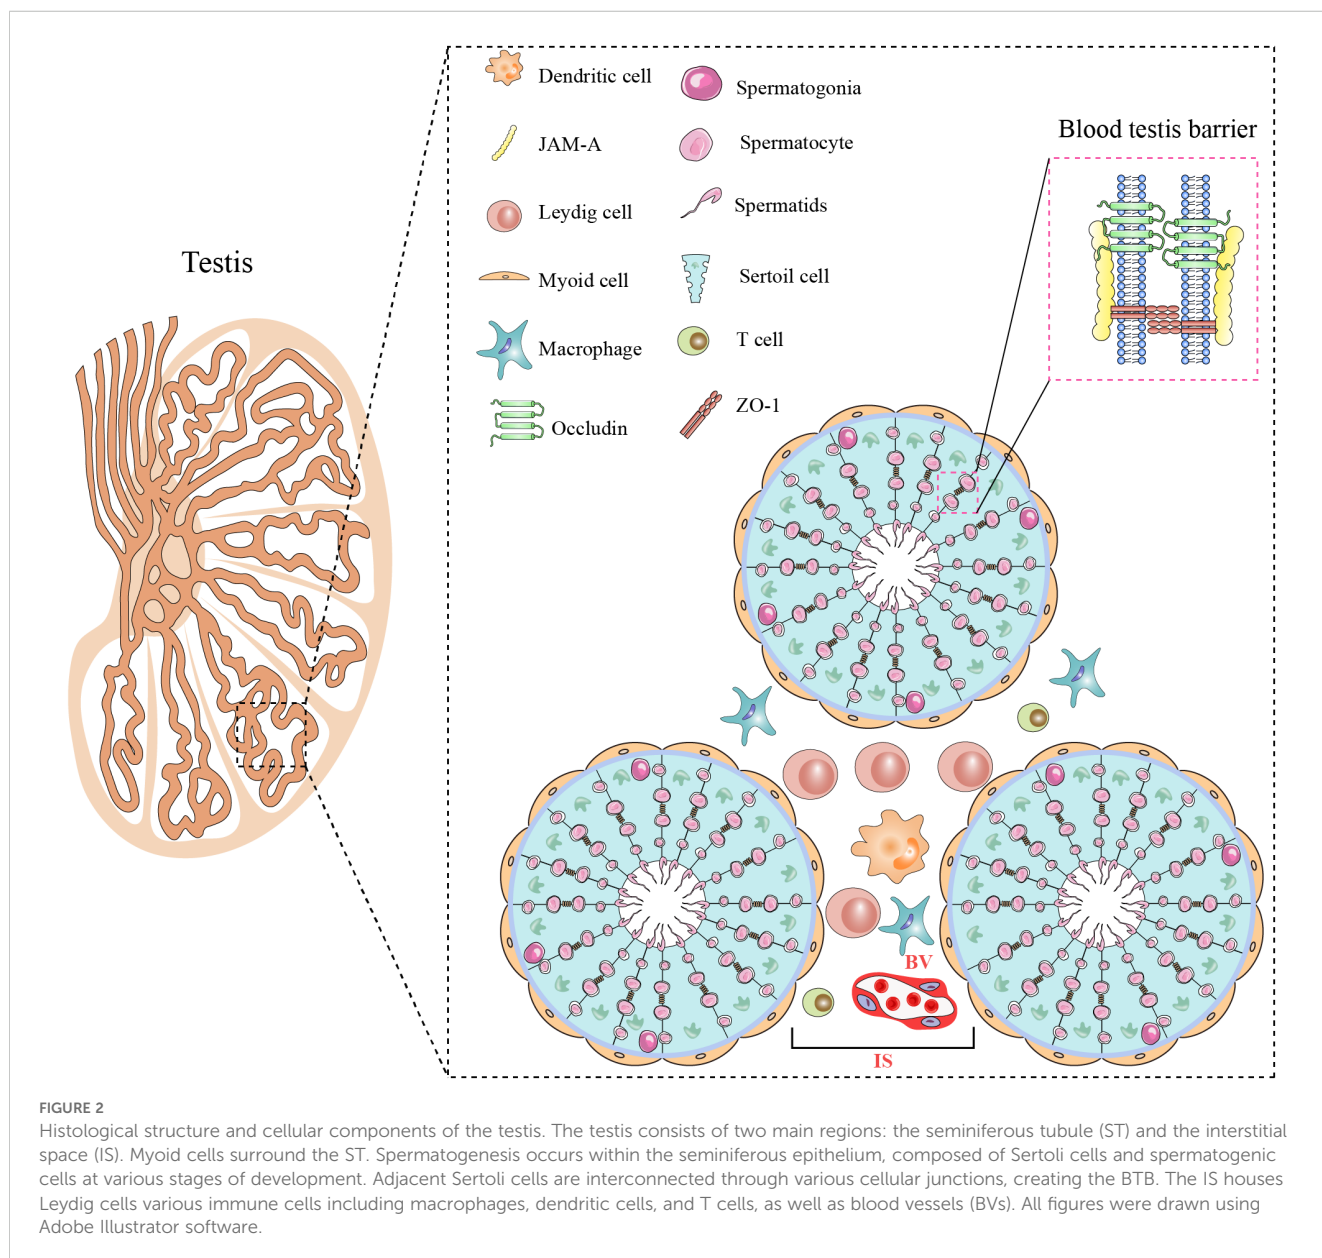 Testis
Dendritic cell
JAM-A
Leydig cell
Myoid cell
Macrophage
Occludin
Spermatogonia
Spermatocyte
Spermatids
Sertoil cell
T cell
ZO-1
Blood testis barrier
BV
IS
FIGURE 2
Histological structure and cellular components of the testis. The testis consists of two main regions: the seminiferous tubule (ST) and the interstitial
space (IS). Myoid cells surround the ST. Spermatogenesis occurs within the seminiferous epithelium, composed of Sertoli cells and spermatogenic
cells at various stages of development. Adjacent Sertoli cells are interconnected through various cellular junctions, creating the BTB. The IS houses
Leydig cells various immune cells including macrophages, dendritic cells, and T cells, as well as blood vessels (BVs). All figures were drawn using
Adobe Illustrator software.